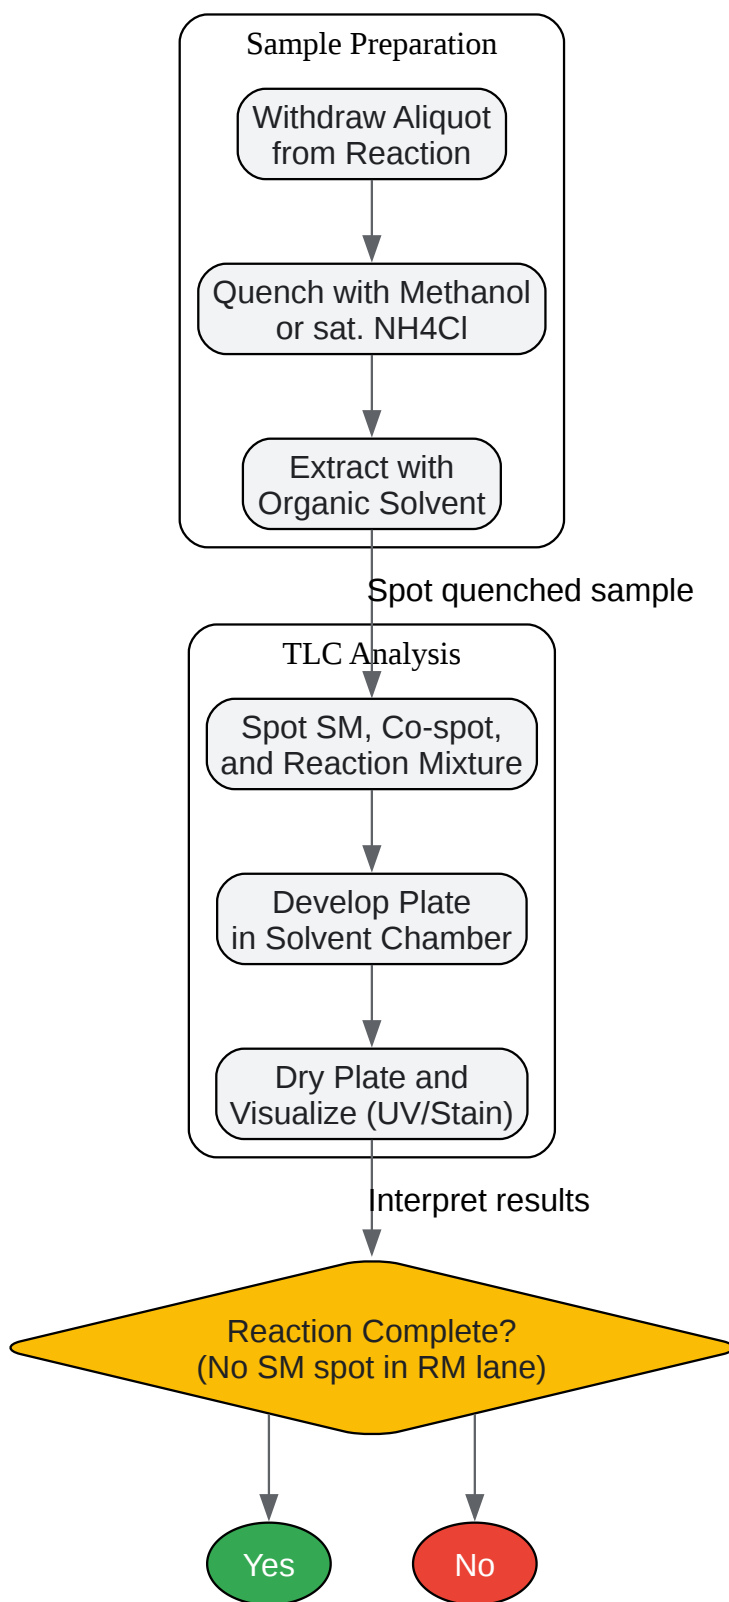 Sample Preparation
Withdraw Aliquot
from Reaction
Quench with Methanol
or sat. NH4Cl
Extract with
Organic Solvent
Spot quenched sample
TLC Analysis
Spot SM, Co-spot,
and Reaction Mixture
Develop Plate
in Solvent Chamber
Dry Plate and
Visualize (UV/Stain)
Interpret results
Reaction Complete?
(No SM spot in RM lane)
Yes
No